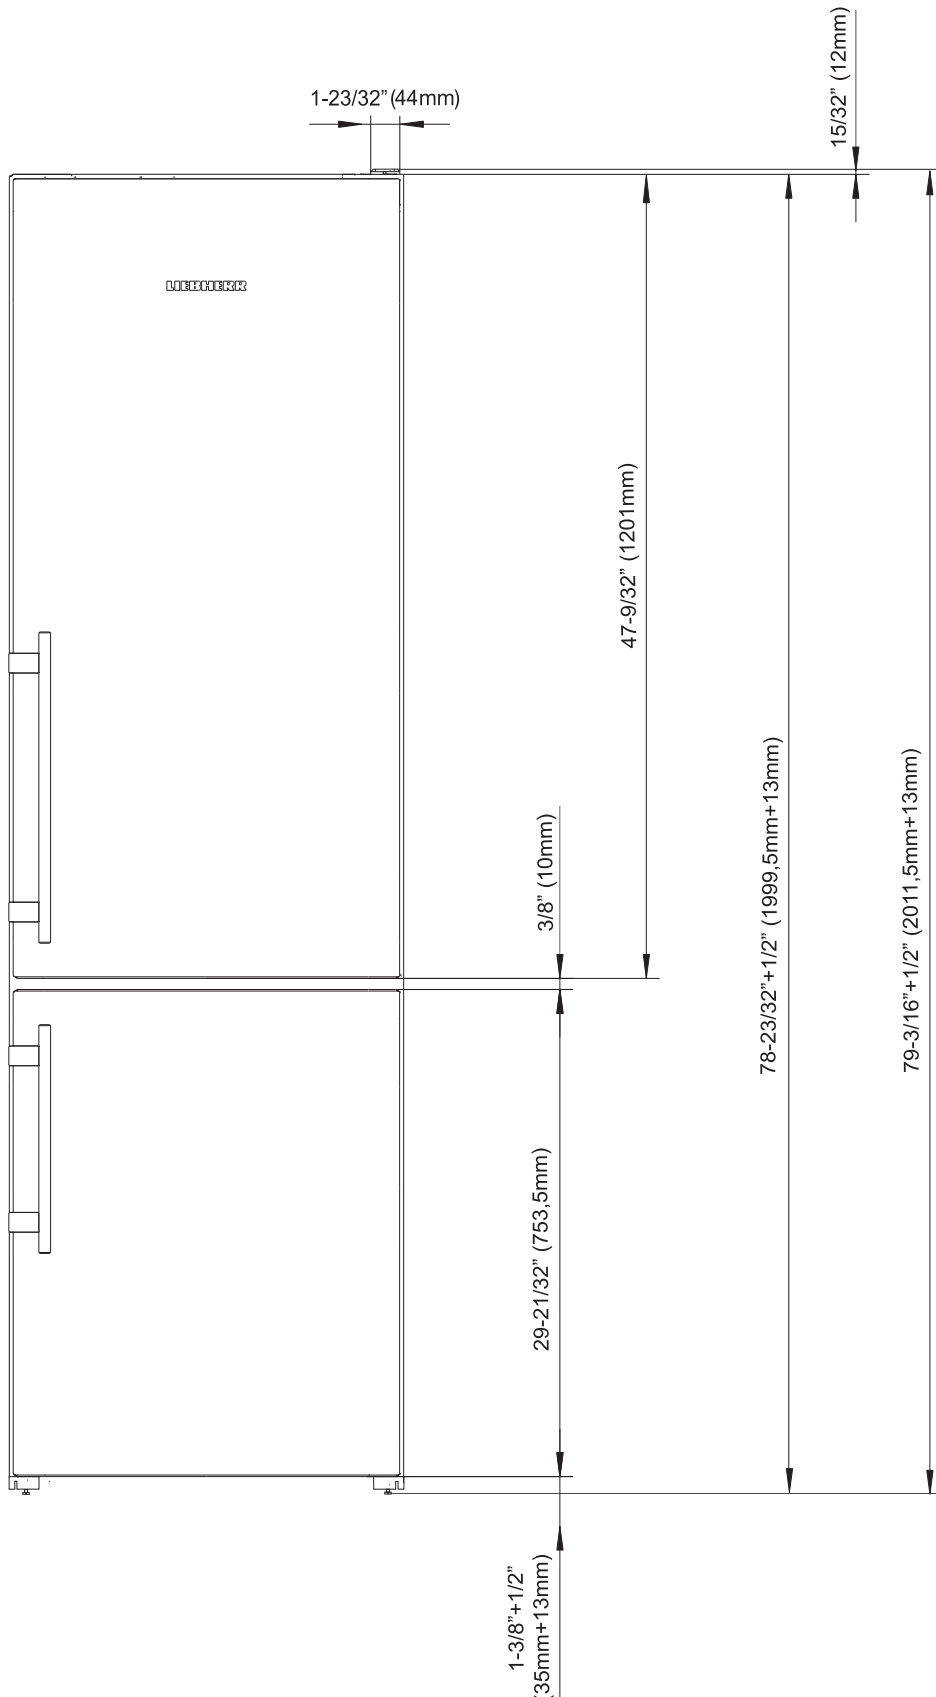 15/32” (12mm)
1-23/32” (44mm)
LIEBHERR
47-9/32” (1201mm)
78-23/32”+1/2” (1999,5mm+13mm)
79-3/16”+1/2” (2011,5mm+13mm)
3/8” (10mm)
29-21/32” (753,5mm)
1-3/8”+1/2”
(35mm+13mm)